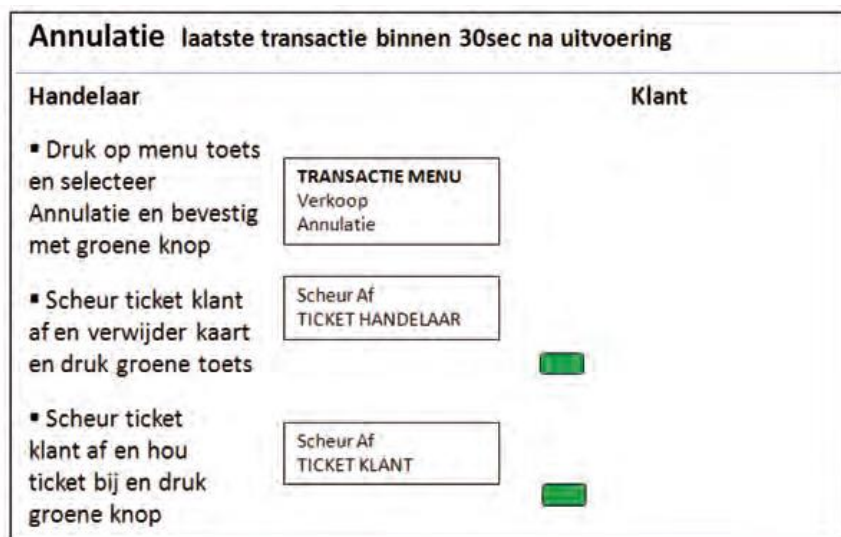 Annulatie laatste transactie binnen 30sec na uitvoering
Handelaar Klant
▪ Druk op menu toets
en selecteer
Annulatie en bevestig
met groene knop
TRANSACTIE MENU
Verkoop
Annulatie
▪ Scheur ticket klant
af en verwijder kaart
en druk groene toets
Scheur Af
TICKET HANDELAAR
▪ Scheur ticket
klant af en hou
ticket bij en druk
groene knop
Scheur Af
TICKET KLANT